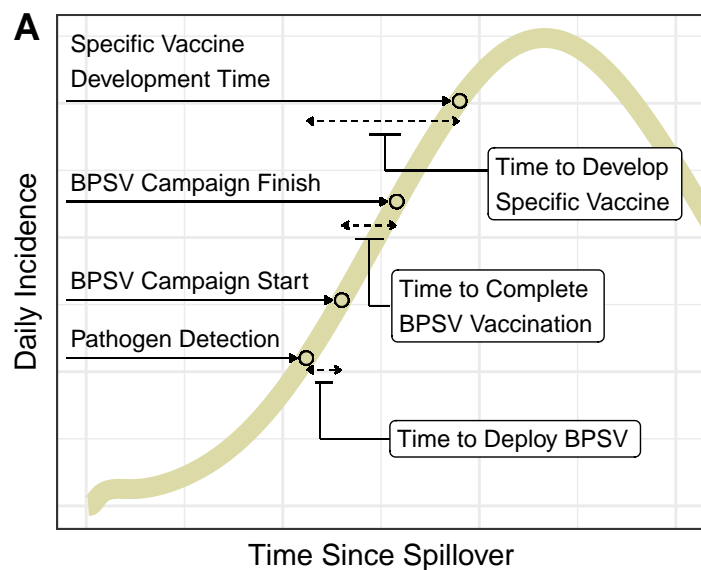 A
Specific Vaccine
Development Time
Time to Develop
Specific Vaccine
BPSV Campaign Finish
BPSV Campaign Start
Time to Complete
BPSV Vaccination
Pathogen Detection
Time to Deploy BPSV
Daily Incidence
Time Since Spillover